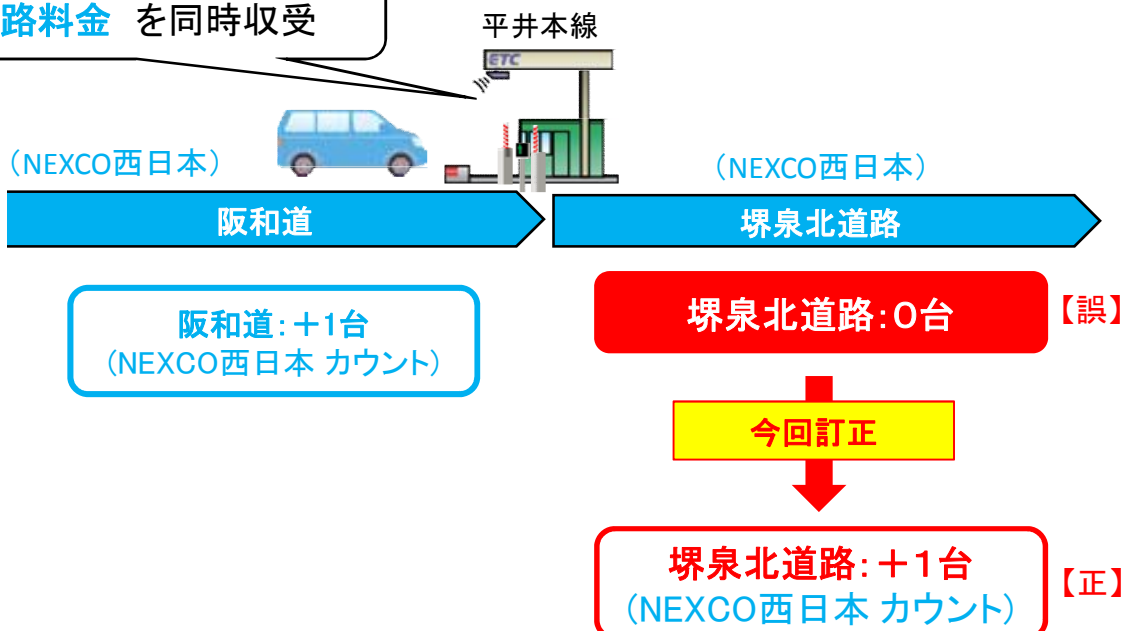 路料金 を同時収受
平井本線
ETC
（NEXCO西日本）
（NEXCO西日本）
阪和道
堺泉北道路
阪和道：＋1台
（NEXCO西日本 カウント）
堺泉北道路：0台
【誤】
今回訂正
堺泉北道路：＋1台
（NEXCO西日本 カウント）
【正】